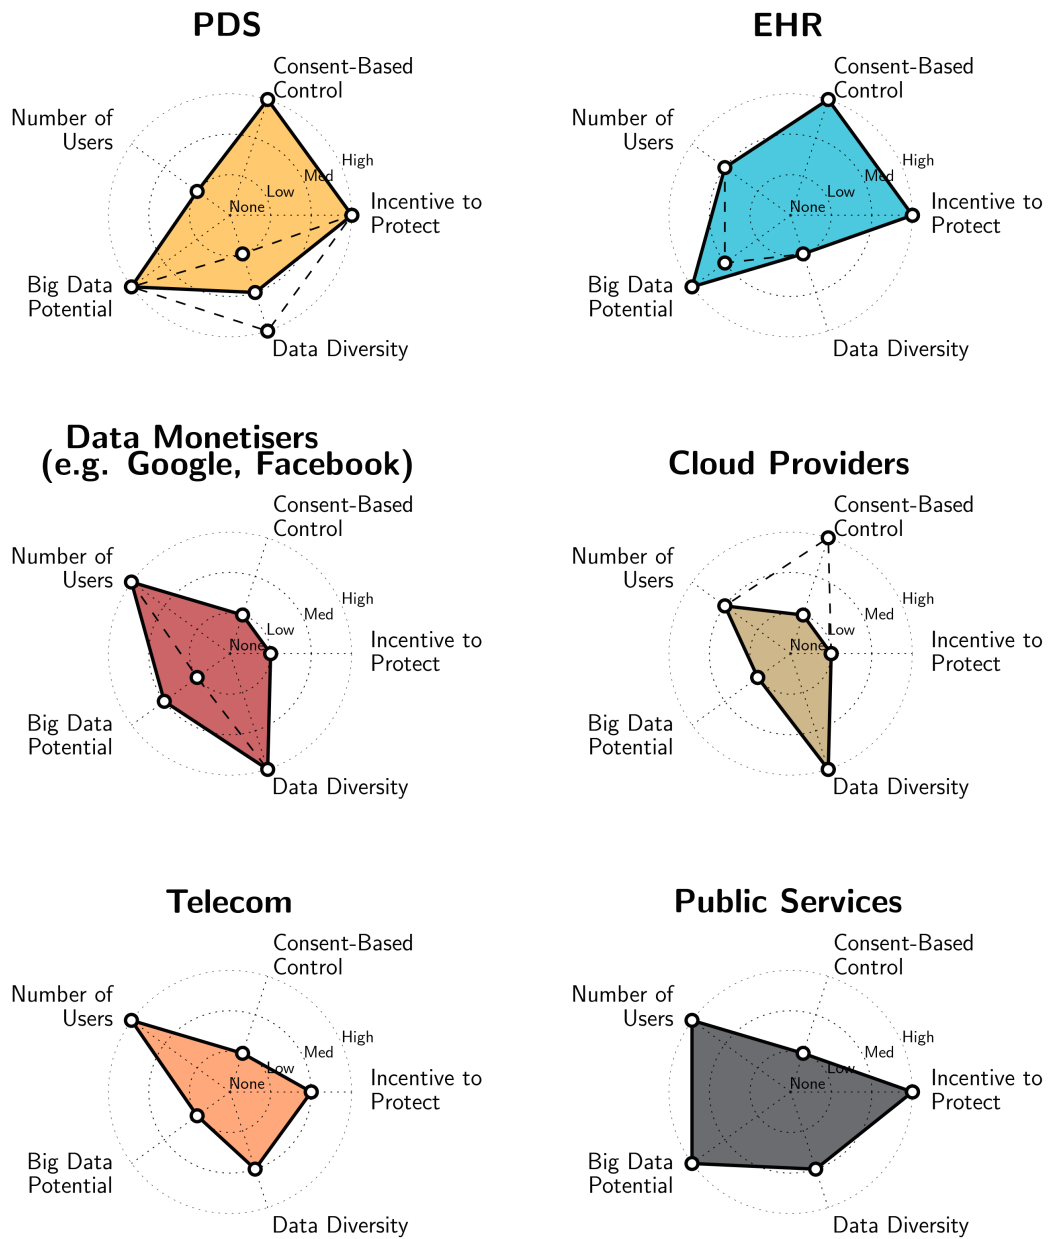 PDS
Consent-Based
Control
Number of
Users
High
Med
Low
None
Incentive to
Protect
Big Data
Potential
Data Diversity
EHR
Consent-Based
Control
Number of
Users
High
Med
Low
None
Incentive to
Protect
Big Data
Potential
Data Diversity
Data Monetisers
(e.g. Google, Facebook)
Consent-Based
Control
Number of
Users
High
Med
Low
None
Incentive to
Protect
Big Data
Potential
Data Diversity
Cloud Providers
Consent-Based
Control
Number of
Users
High
Med
Low
None
Incentive to
Protect
Big Data
Potential
Data Diversity
Telecom
Consent-Based
Control
Number of
Users
High
Med
Low
None
Incentive to
Protect
Big Data
Potential
Data Diversity
Public Services
Consent-Based
Control
Number of
Users
High
Med
Low
None
Incentive to
Protect
Big Data
Potential
Data Diversity